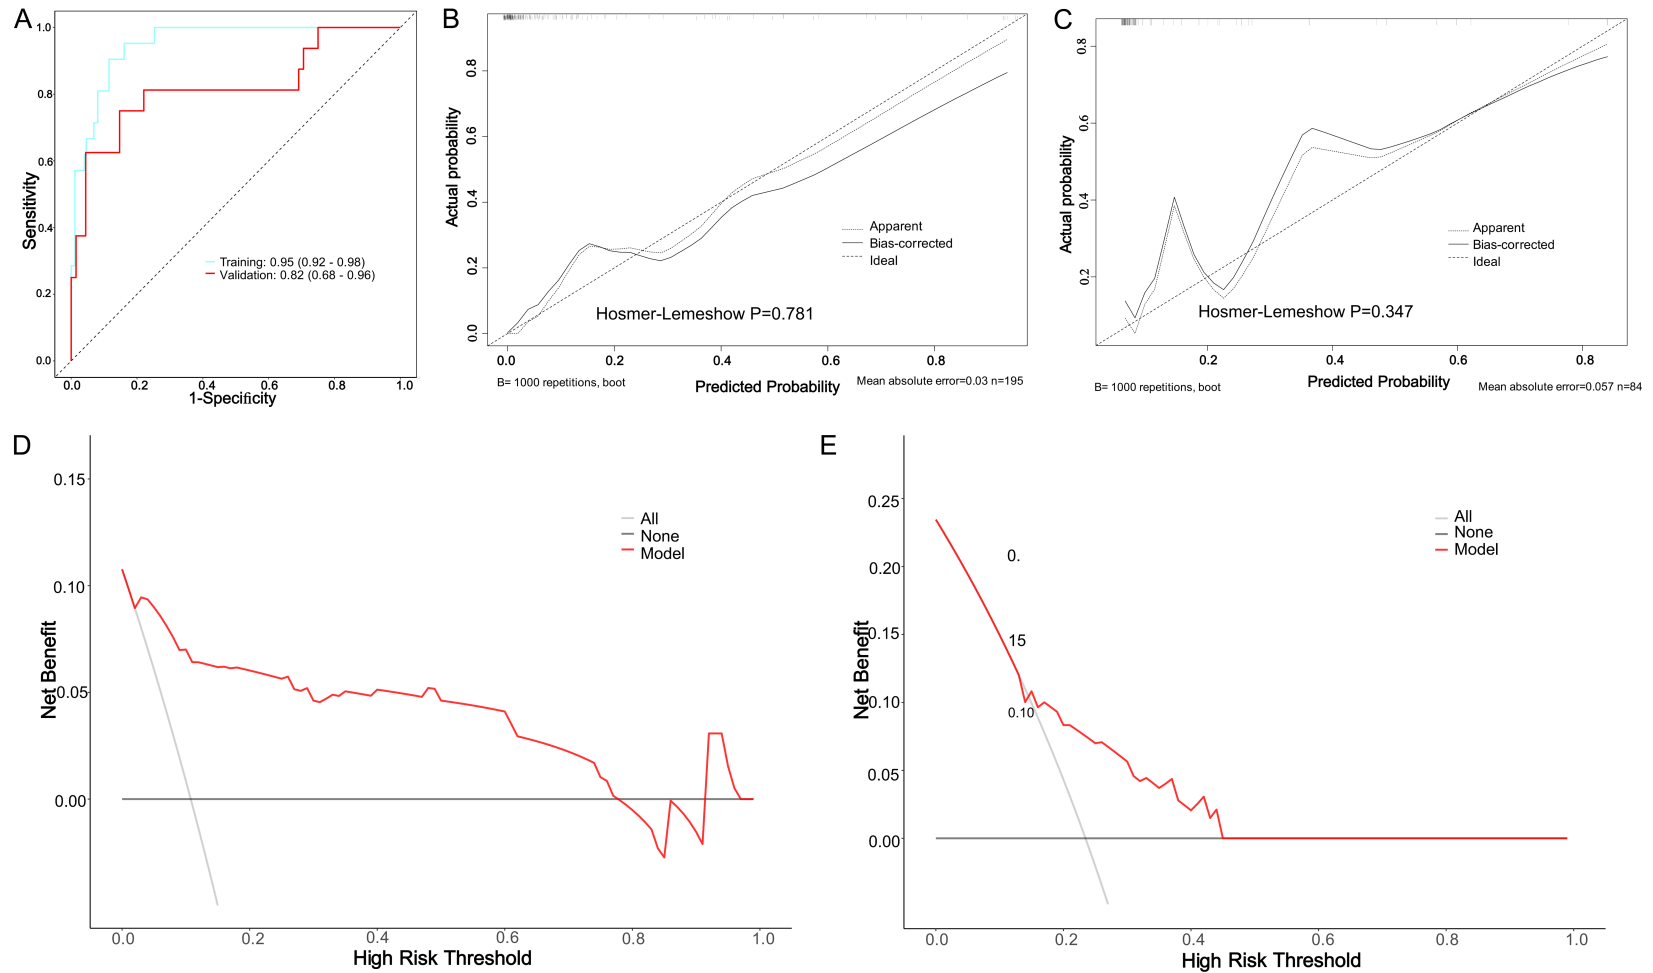 A
1.0
0.8
0.6
0.4
0.2
0.0
Sensitivity
Training: 0.95 (0.92 - 0.98)
Validation: 0.82 (0.68 - 0.96)
0.0 0.2 0.4 0.6 0.8 1.0
1-Specificity
B
0.8
0.6
0.4
0.2
0.0
Actual probability
Apparent
Bias-corrected
Ideal
Hosmer-Lemeshow P=0.781
0.0 0.2 0.4 0.6 0.8
B= 1000 repetitions, boot
Predicted Probability
Mean absolute error=0.03 n=195
C
0.8
0.6
0.4
0.2
Actual probability
Apparent
Bias-corrected
Ideal
Hosmer-Lemeshow P=0.347
0.2 0.4 0.6 0.8
B= 1000 repetitions, boot
Predicted Probability
Mean absolute error=0.057 n=84
D
0.15
0.10
0.05
0.00
Net Benefit
All
None
Model
0.0 0.2 0.4 0.6 0.8 1.0
High Risk Threshold
E
0.25
0.20
0.15
0.10
0.05
0.00
Net Benefit
0.
15
0.10
All
None
Model
0.0 0.2 0.4 0.6 0.8 1.0
High Risk Threshold